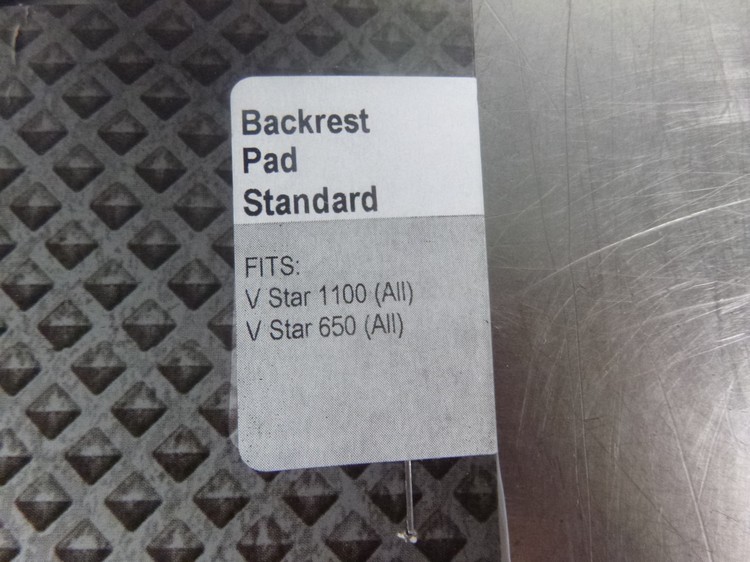 Backrest
Pad
Standard
FITS:
V Star 1100 (All)
V Star 650 (All)